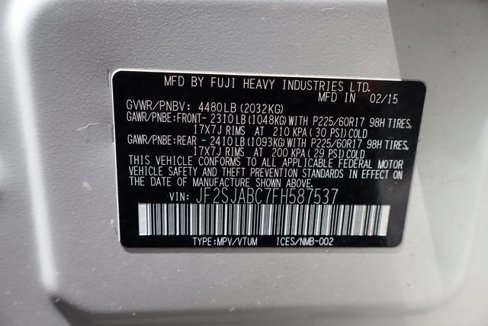 MFD BY FUJI HEAVY INDUSTRIES LTD.
MFD IN 02/15
GVWR/PNBV: 4480LB(2032KG)
GAWR/PNBE:FRONT-2310LB(1048KG)WITH P225/60R17 98H TIRES,
17X7J RIMS AT 210 KPA(30 PSI)COLD
GAWR/PNBE:REAR -2410LB(1093KG)WITH P225/60R17 98H TIRES,
17X7J RIMS AT 200 KPA(29 PSI)COLD
THIS VEHICLE CONFORMS TO ALL APPLICABLE FEDERAL MOTOR
VEHICLE SAFETY, BUMPER, AND THEFT PREVENTION STANDARDS
IN EFFECT ON THE DATE OF MANUFACTURE SHOWN ABOVE.
VIN: JF2SJABC7FH587537
TYPE:MPV/VTUM ICES/NMB-002